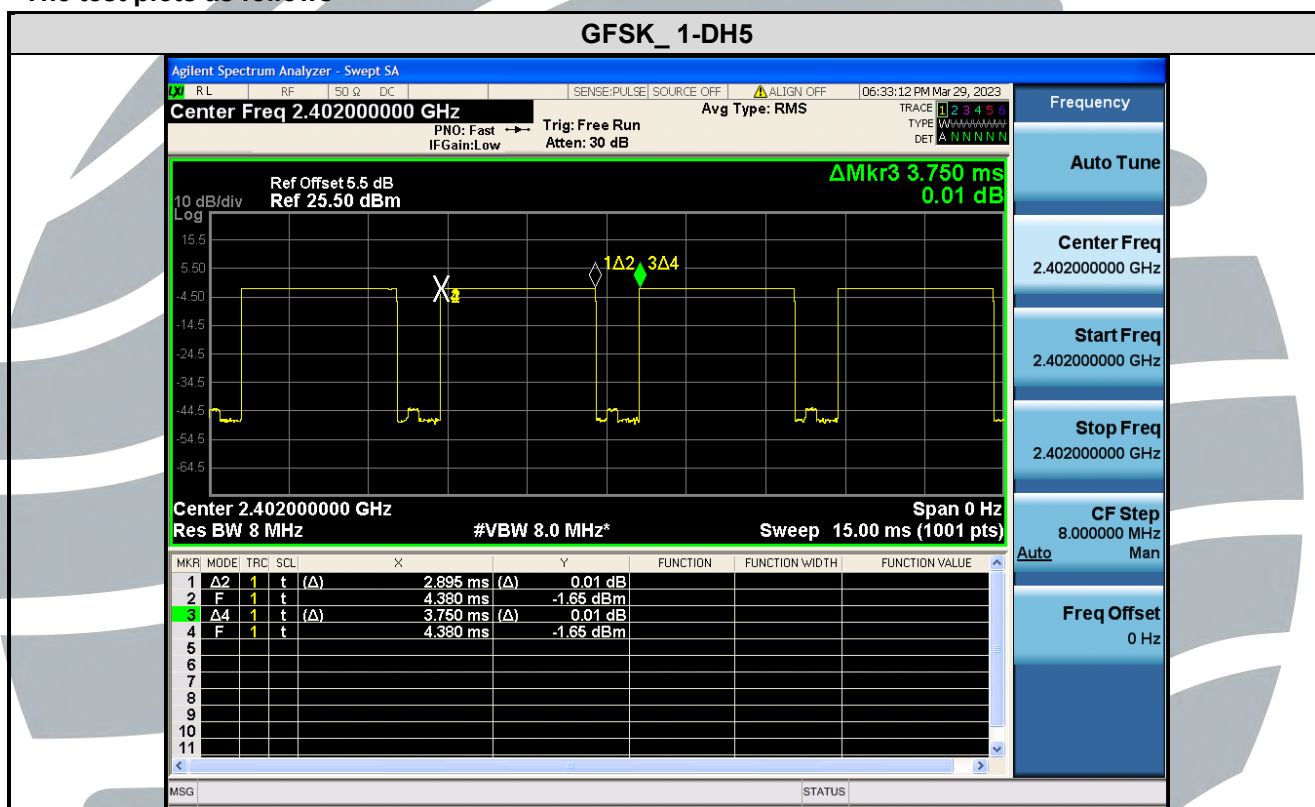 The test plots as follows
GFSK_ 1-DH5
Agilent Spectrum Analyzer - Swept SA
LXI RL RF 50 Ω DC SENSE:PULSE SOURCE OFF ALIGN OFF 06:33:12 PM Mar 29, 2023
Center Freq 2.402000000 GHz
PNO: Fast
IFGain:Low
Trig: Free Run
Atten: 30 dB
Avg Type: RMS
TRACE 1 2 3 4 5 6
TYPE WWWWWW
DET A N N N N N
ΔMkr3 3.750 ms
0.01 dB
Ref Offset 5.5 dB
10 dB/div Ref 25.50 dBm
Log
15.5
5.50
-4.50
-14.5
-24.5
-34.5
-44.5
-54.5
-64.5
1Δ2 3Δ4
Center 2.402000000 GHz Span 0 Hz
Res BW 8 MHz #VBW 8.0 MHz* Sweep 15.00 ms (1001 pts)
MKR MODE TRC SCL X Y FUNCTION FUNCTION WIDTH FUNCTION VALUE
1 Δ2 1 t (Δ) 2.895 ms (Δ) 0.01 dB
2 F 1 t 4.380 ms -1.65 dBm
3 Δ4 1 t (Δ) 3.750 ms (Δ) 0.01 dB
4 F 1 t 4.380 ms -1.65 dBm
5
6
7
8
9
10
11
MSG STATUS
Frequency
Auto Tune
Center Freq
2.402000000 GHz
Start Freq
2.402000000 GHz
Stop Freq
2.402000000 GHz
CF Step
8.000000 MHz
Auto Man
Freq Offset
0 Hz